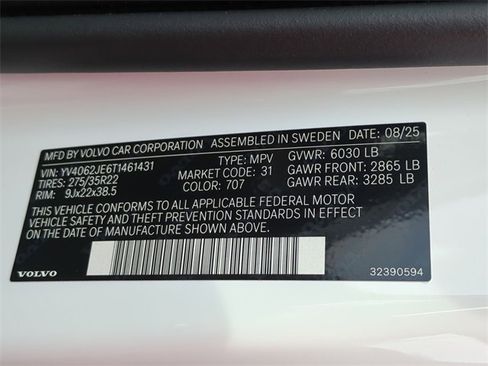 MFD BY VOLVO CAR CORPORATION ASSEMBLED IN SWEDEN DATE: 08/25
VIN: YV4062JE6T1461431 TYPE: MPV GVWR: 6030 LB
TIRES: 275/35R22 MARKET CODE: 31 GAWR FRONT: 2865 LB
RIM: 9Jx22x38.5 COLOR: 707 GAWR REAR: 3285 LB
THIS VEHICLE CONFORMS TO ALL APPLICABLE FEDERAL MOTOR
VEHICLE SAFETY AND THEFT PREVENTION STANDARDS IN EFFECT
ON THE DATE OF MANUFACTURE SHOWN ABOVE.
VOLVO 32390594